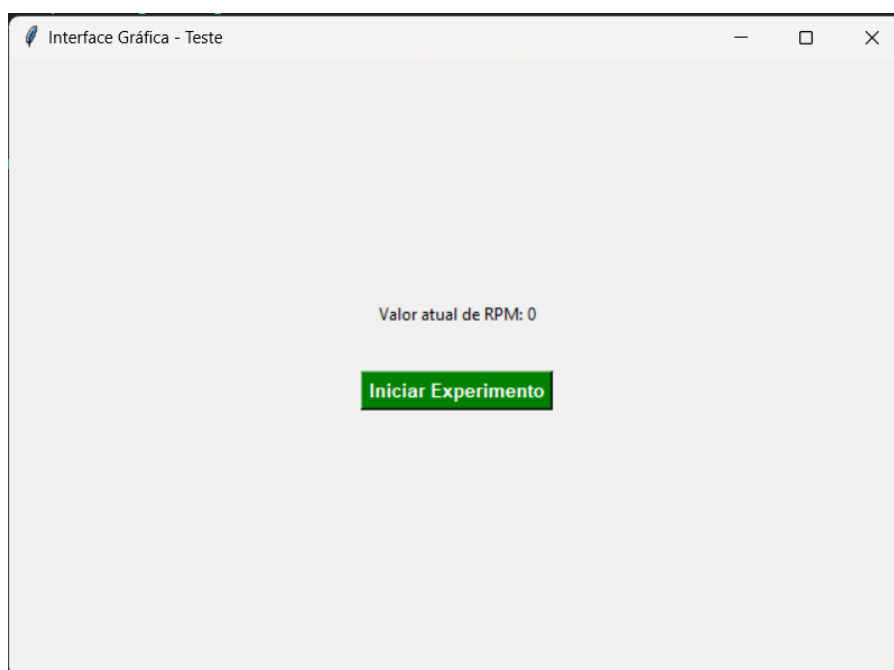 Interface Gráfica - Teste
Valor atual de RPM: 0
Iniciar Experimento